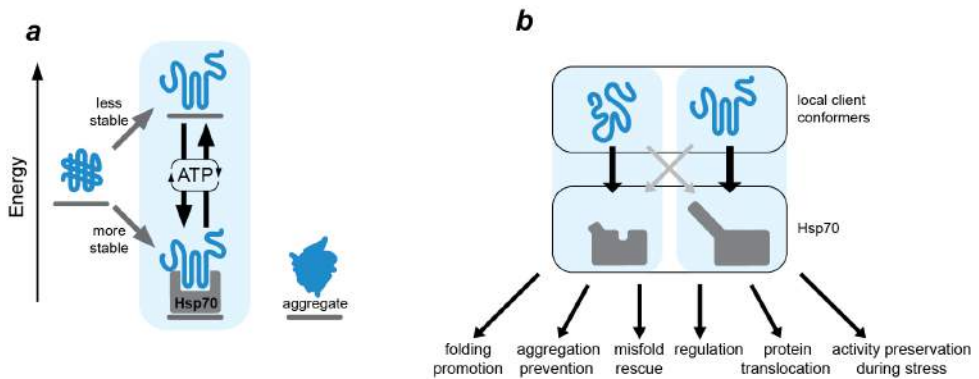 a
Energy
less
stable
ATP
more
stable
Hsp70
aggregate
b
local client
conformers
Hsp70
folding
promotion
aggregation
prevention
misfold
rescue
regulation
protein
translocation
activity preservation
during stress